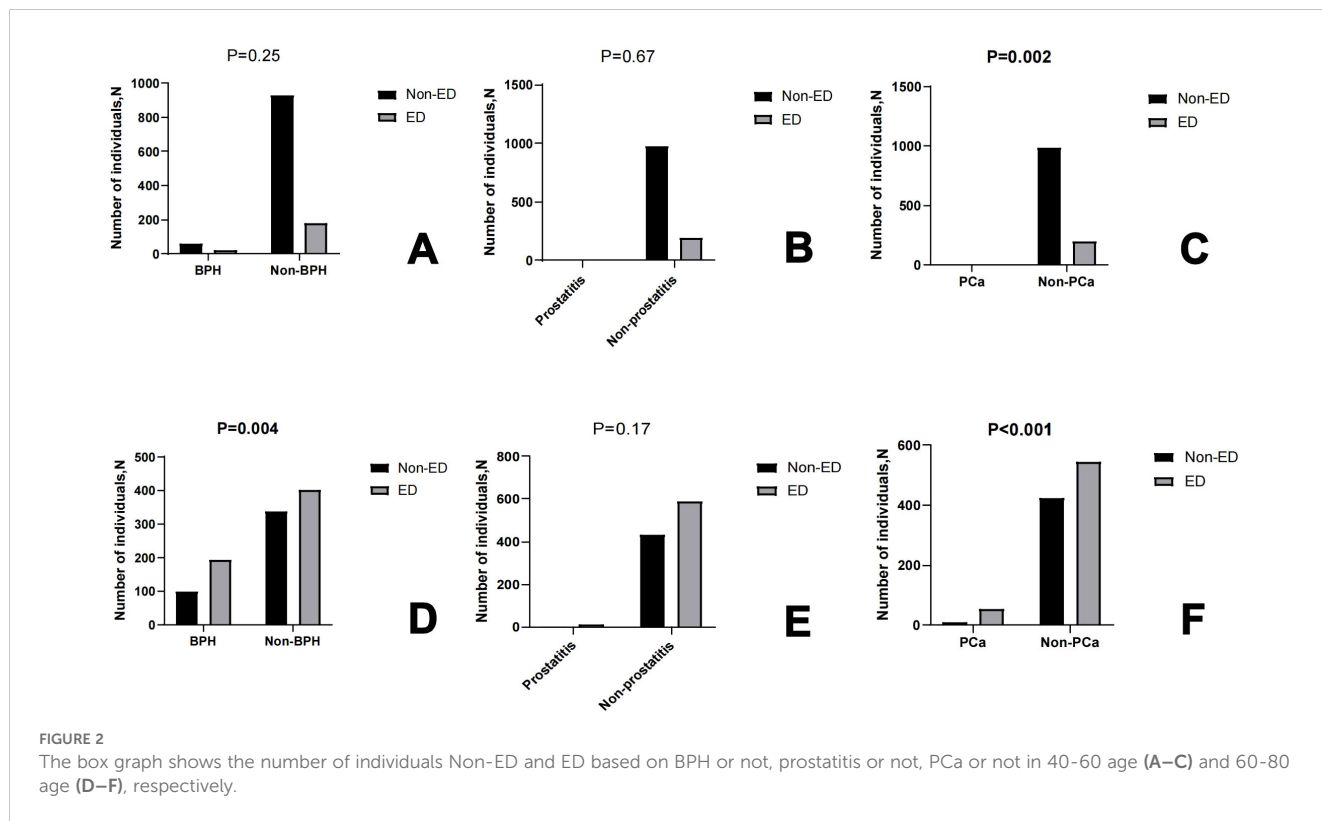 P=0.25
1000
800
600
400
200
0
Number of individuals,N
BPH
Non-BPH
Non-ED
ED
A
P=0.67
1500
1000
500
0
Number of individuals,N
Prostatitis
Non-prostatitis
Non-ED
ED
B
P=0.002
1500
1000
500
0
Number of individuals,N
PCa
Non-PCa
Non-ED
ED
C
P=0.004
500
400
300
200
100
0
Number of individuals,N
BPH
Non-BPH
Non-ED
ED
D
P=0.17
800
600
400
200
0
Number of individuals,N
Prostatitis
Non-prostatitis
Non-ED
ED
E
P<0.001
600
400
200
0
Number of individuals,N
PCa
Non-PCa
Non-ED
ED
F
FIGURE 2
The box graph shows the number of individuals Non-ED and ED based on BPH or not, prostatitis or not, PCa or not in 40-60 age (A–C) and 60-80
age (D–F), respectively.